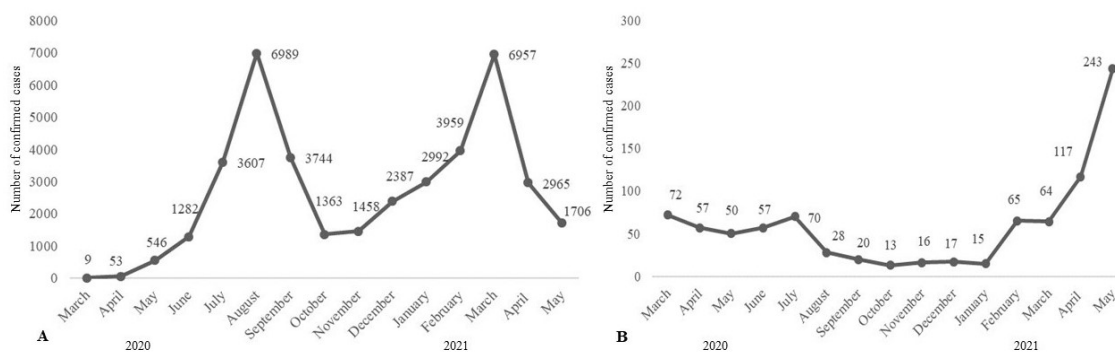 Number of confirmed cases
8000
7000
6000
5000
4000
3000
2000
1000
0
9
53
546
1282
3607
6989
3744
1363
1458
2387
2992
3959
6957
2965
1706
March
April
May
June
July
August
September
October
November
December
January
February
March
April
May
A
2020
2021
Number of confirmed cases
300
250
200
150
100
50
0
72
57
50
57
70
28
20
13
16
17
15
65
64
117
243
March
April
May
June
July
August
September
October
November
December
January
February
March
April
May
B
2020
2021